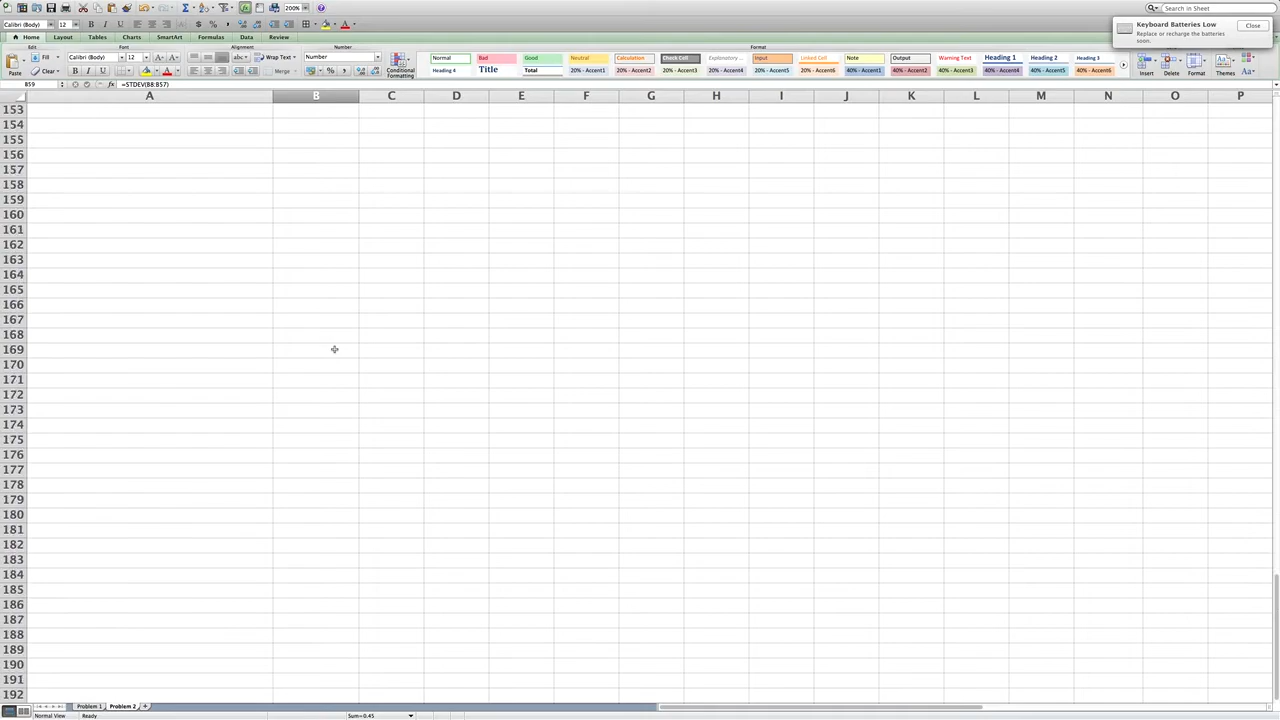 200%
Search in Sheet
Calibri (Body) 12
Keyboard Batteries Low
Replace or recharge the batteries
soon.
Close
Home Layout Tables Charts SmartArt Formulas Data Review
Edit Font Alignment Number Format
Paste Fill Clear
Calibri (Body) 12
B I U
abc Wrap Text
Merge
Number
Conditional
Formatting
Normal Bad Good Neutral Calculation Check Cell Explanatory ... Input Linked Cell Note Output Warning Text Heading 1 Heading 2 Heading 3
Heading 4 Title Total 20% - Accent1 20% - Accent2 20% - Accent3 20% - Accent4 20% - Accent5 20% - Accent6 40% - Accent1 40% - Accent2 40% - Accent3 40% - Accent4 40% - Accent5 40% - Accent6
Insert Delete Format Themes Aa
B59 fx =STDEV(B8:B57)
A B C D E F G H I J K L M N O P
153
154
155
156
157
158
159
160
161
162
163
164
165
166
167
168
169
170
171
172
173
174
175
176
177
178
179
180
181
182
183
184
185
186
187
188
189
190
191
192
Problem 1 Problem 2
Normal View Ready Sum=0.45